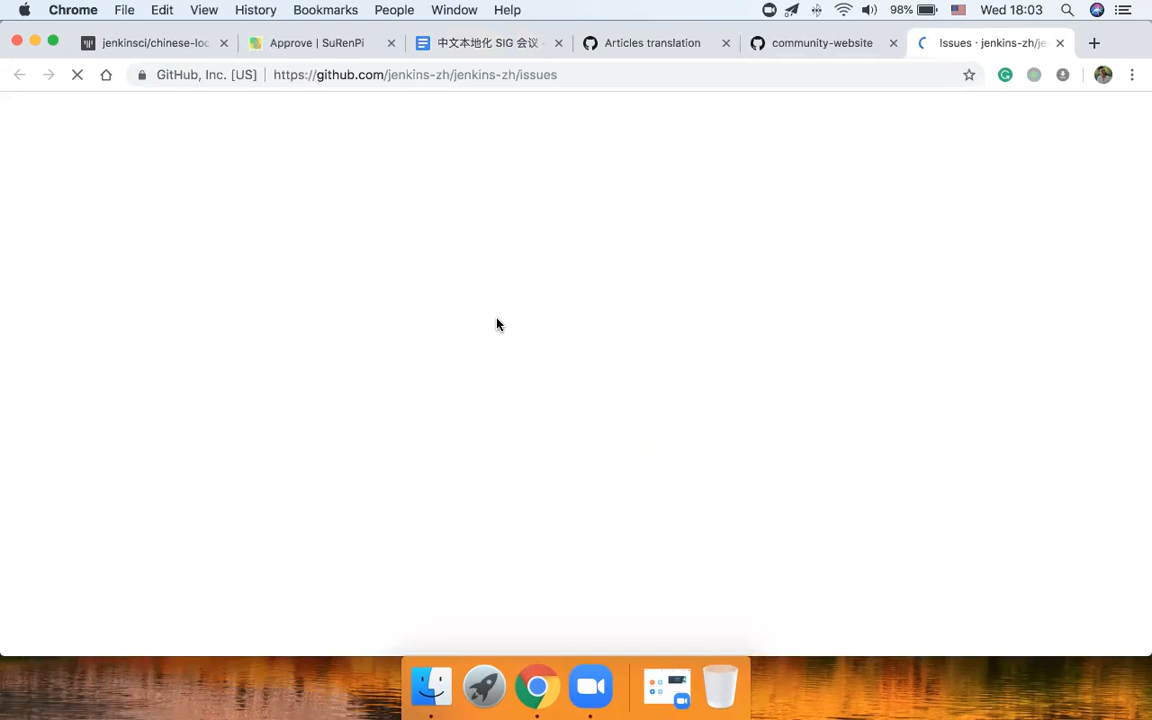 Chrome File Edit View History Bookmarks People Window Help 98% Wed 18:03
jenkinsci/chinese-loc Approve | SuRenPi 中文本地化 SIG 会议 - Articles translation community-website Issues · jenkins-zh/je
GitHub, Inc. [US] https://github.com/jenkins-zh/jenkins-zh/issues